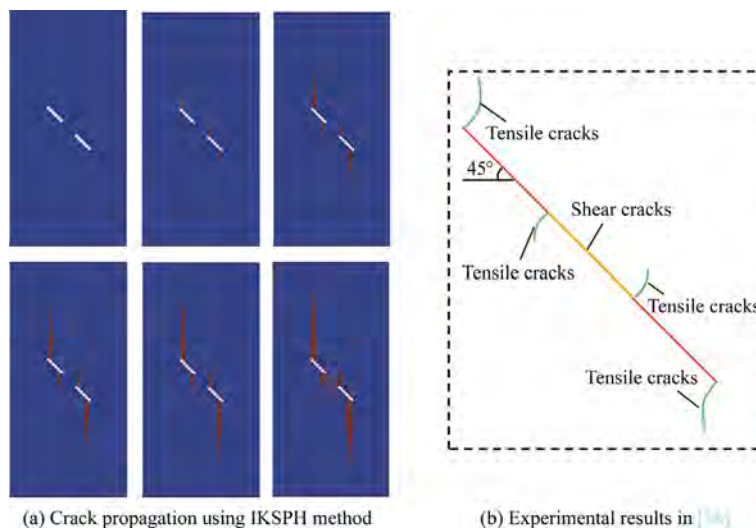 Tensile cracks
45°
Shear cracks
Tensile cracks
Tensile cracks
Tensile cracks
(a) Crack propagation using IKSPH method
(b) Experimental results in